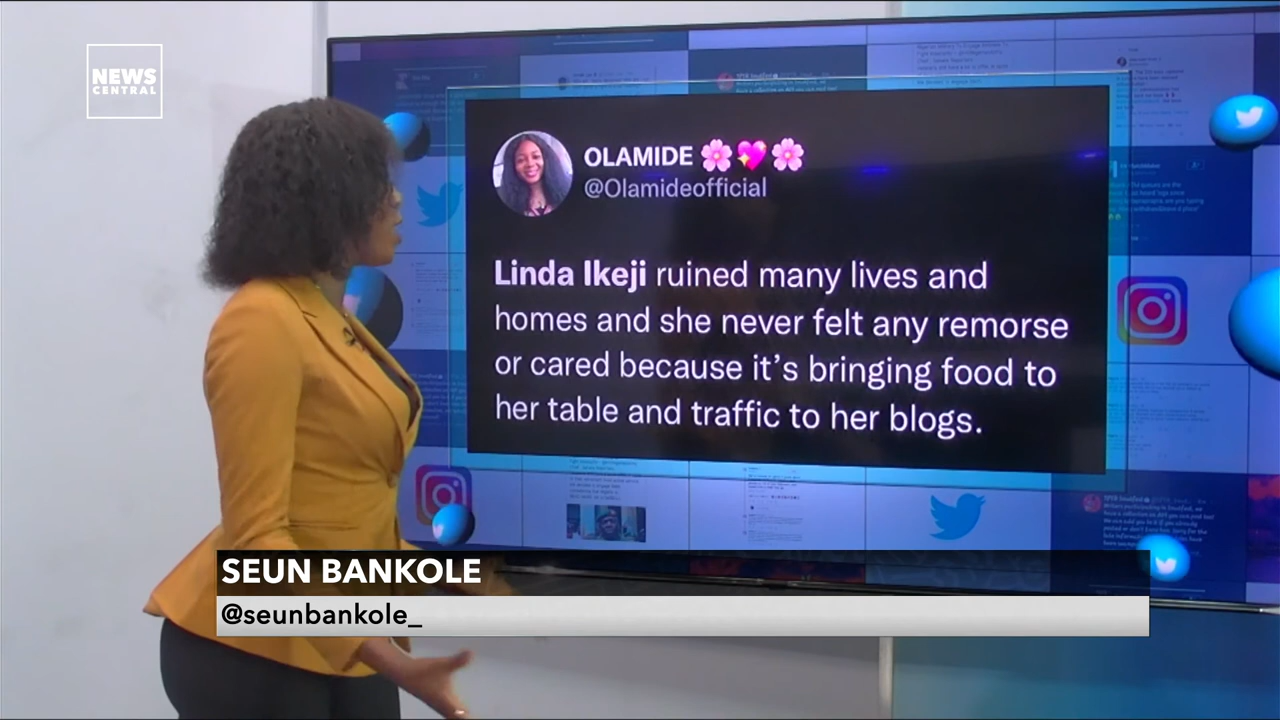 NEWS
CENTRAL
OLAMIDE 🌸💖🌸
@Olamideofficial
Linda Ikeji ruined many lives and
homes and she never felt any remorse
or cared because it’s bringing food to
her table and traffic to her blogs.
SEUN BANKOLE
@seunbankole_